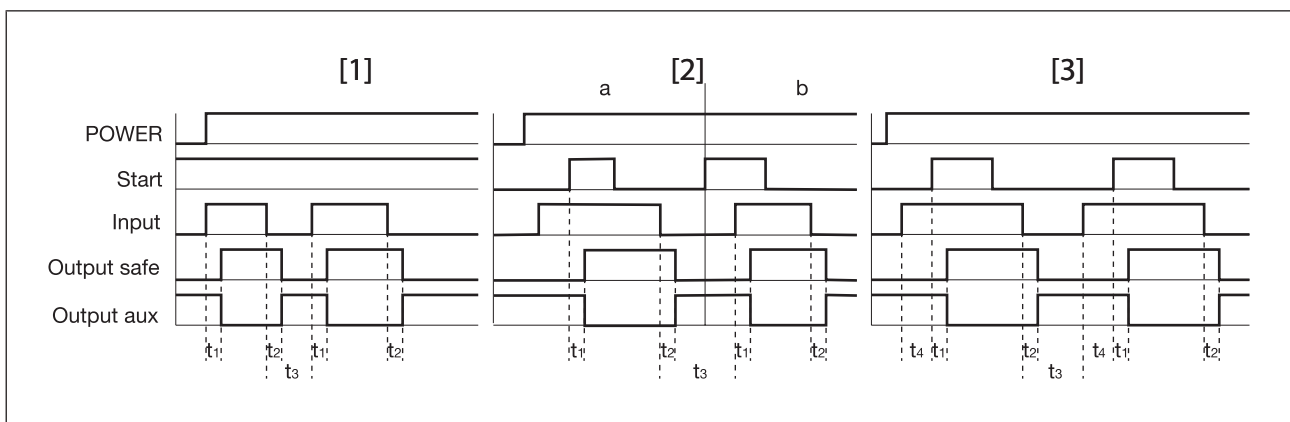 [1] [2] [3]
a b
POWER
Start
Input
Output safe
Output aux
t1 t2 t1 t2 t1 t2 t1 t2 t4 t1 t2 t4 t1 t2
t3 t3 t3